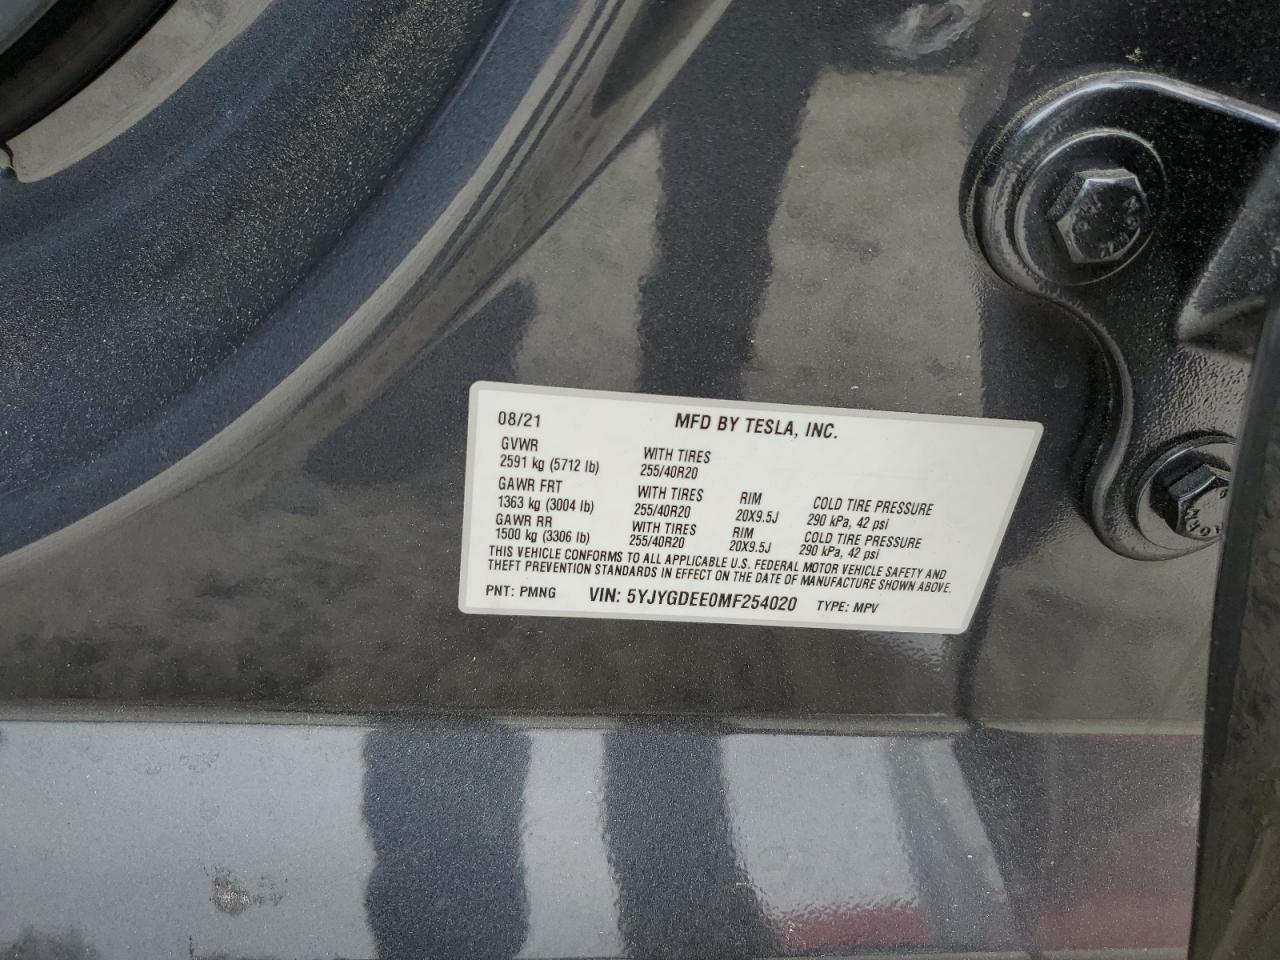 08/21 MFD BY TESLA, INC.
GVWR
2591 kg (5712 lb) WITH TIRES 255/40R20
GAWR FRT
1363 kg (3004 lb) WITH TIRES 255/40R20 RIM 20X9.5J COLD TIRE PRESSURE 290 kPa, 42 psi
GAWR RR
1500 kg (3306 lb) WITH TIRES 255/40R20 RIM 20X9.5J COLD TIRE PRESSURE 290 kPa, 42 psi
THIS VEHICLE CONFORMS TO ALL APPLICABLE U.S. FEDERAL MOTOR VEHICLE SAFETY AND
THEFT PREVENTION STANDARDS IN EFFECT ON THE DATE OF MANUFACTURE SHOWN ABOVE.
PNT: PMNG VIN: 5YJYGDEE0MF254020 TYPE: MPV